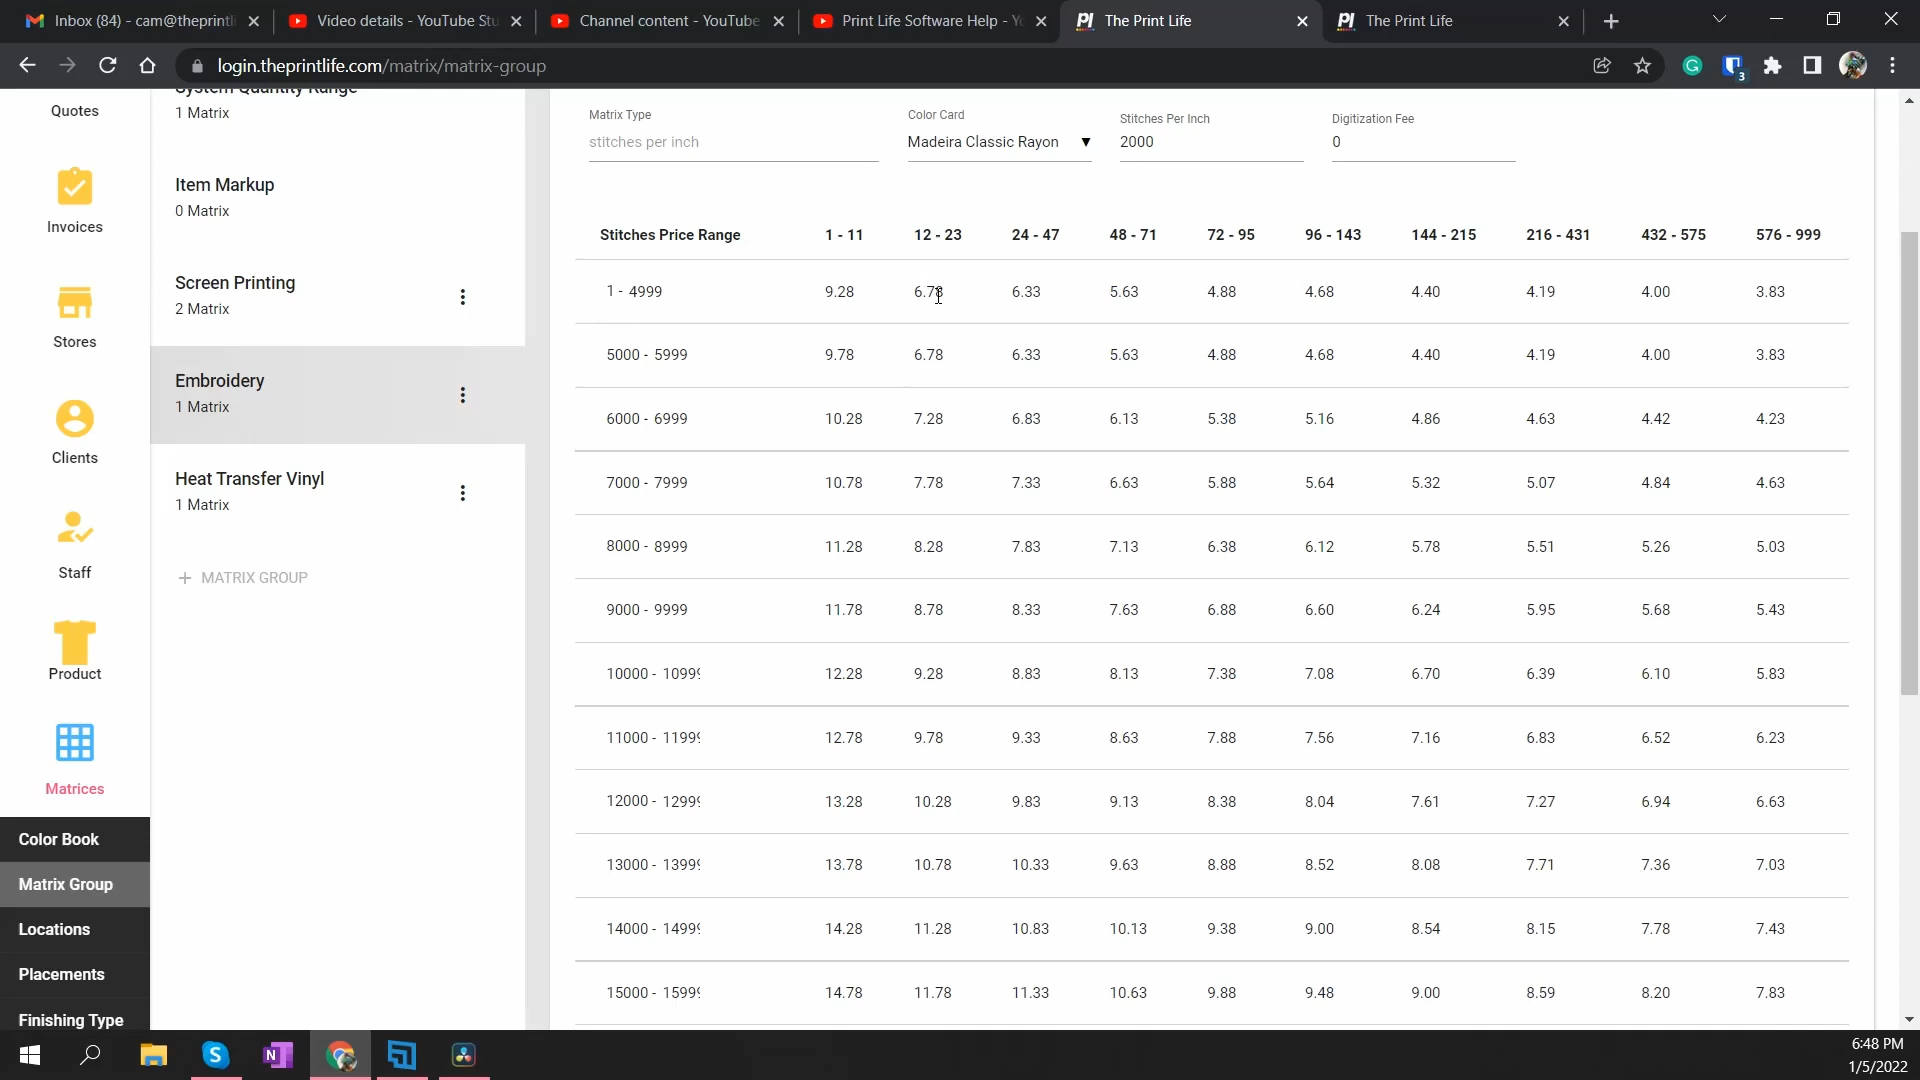 Inbox (84) - cam@theprintli
Video details - YouTube Stu
Channel content - YouTube
Print Life Software Help - Yo
The Print Life
The Print Life
login.theprintlife.com/matrix/matrix-group
3
Quotes
Invoices
Stores
Clients
Staff
Product
Matrices
Color Book
Matrix Group
Locations
Placements
Finishing Type
System Quantity Range
1 Matrix
Item Markup
0 Matrix
Screen Printing
2 Matrix
Embroidery
1 Matrix
Heat Transfer Vinyl
1 Matrix
+ MATRIX GROUP
Matrix Type
stitches per inch
Color Card
Madeira Classic Rayon
Stitches Per Inch
2000
Digitization Fee
0
Stitches Price Range 1 - 11 12 - 23 24 - 47 48 - 71 72 - 95 96 - 143 144 - 215 216 - 431 432 - 575 576 - 999
1 - 4999 9.28 6.78 6.33 5.63 4.88 4.68 4.40 4.19 4.00 3.83
5000 - 5999 9.78 6.78 6.33 5.63 4.88 4.68 4.40 4.19 4.00 3.83
6000 - 6999 10.28 7.28 6.83 6.13 5.38 5.16 4.86 4.63 4.42 4.23
7000 - 7999 10.78 7.78 7.33 6.63 5.88 5.64 5.32 5.07 4.84 4.63
8000 - 8999 11.28 8.28 7.83 7.13 6.38 6.12 5.78 5.51 5.26 5.03
9000 - 9999 11.78 8.78 8.33 7.63 6.88 6.60 6.24 5.95 5.68 5.43
10000 - 10999 12.28 9.28 8.83 8.13 7.38 7.08 6.70 6.39 6.10 5.83
11000 - 11999 12.78 9.78 9.33 8.63 7.88 7.56 7.16 6.83 6.52 6.23
12000 - 12999 13.28 10.28 9.83 9.13 8.38 8.04 7.61 7.27 6.94 6.63
13000 - 13999 13.78 10.78 10.33 9.63 8.88 8.52 8.08 7.71 7.36 7.03
14000 - 14999 14.28 11.28 10.83 10.13 9.38 9.00 8.54 8.15 7.78 7.43
15000 - 15999 14.78 11.78 11.33 10.63 9.88 9.48 9.00 8.59 8.20 7.83
6:48 PM
1/5/2022